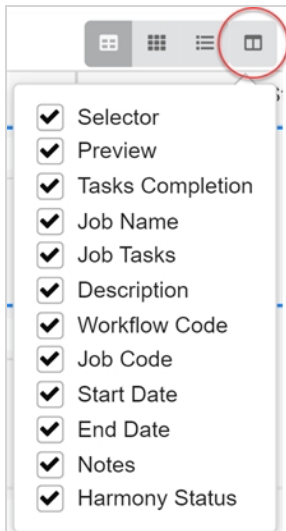 Selector
Preview
Tasks Completion
Job Name
Job Tasks
Description
Workflow Code
Job Code
Start Date
End Date
Notes
Harmony Status